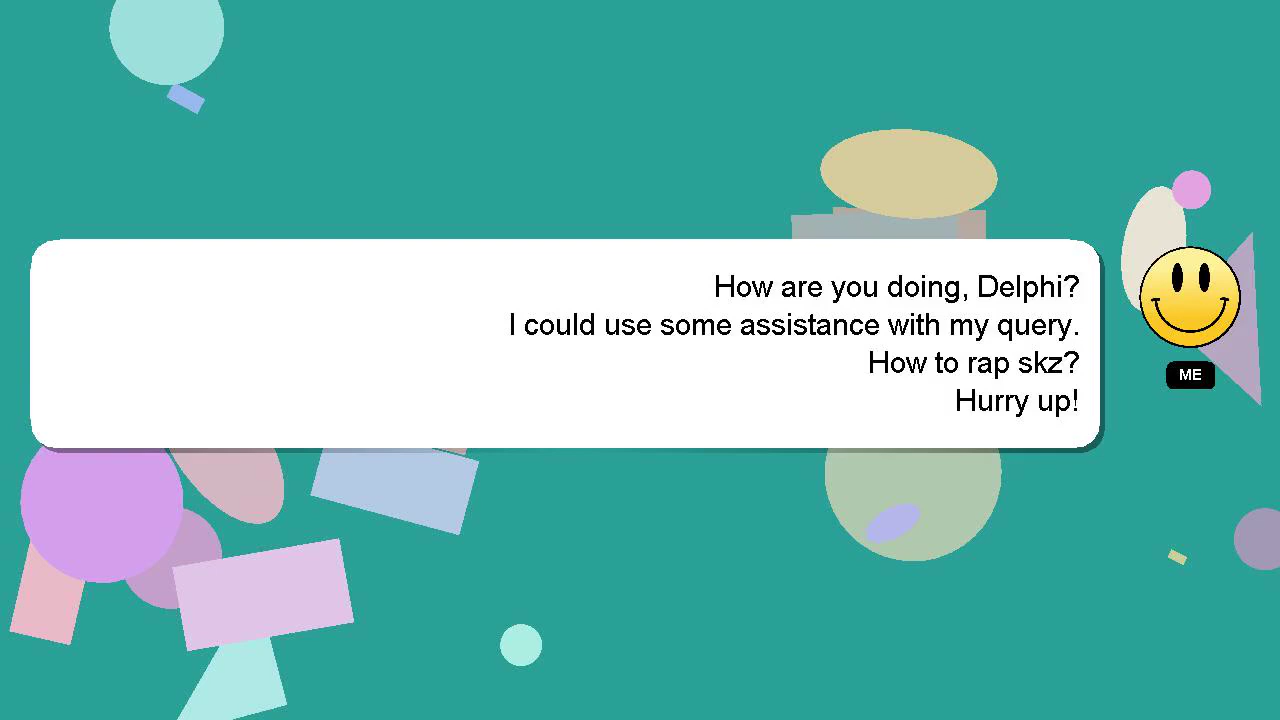 How are you doing, Delphi?
I could use some assistance with my query.
How to rap skz?
Hurry up!
ME